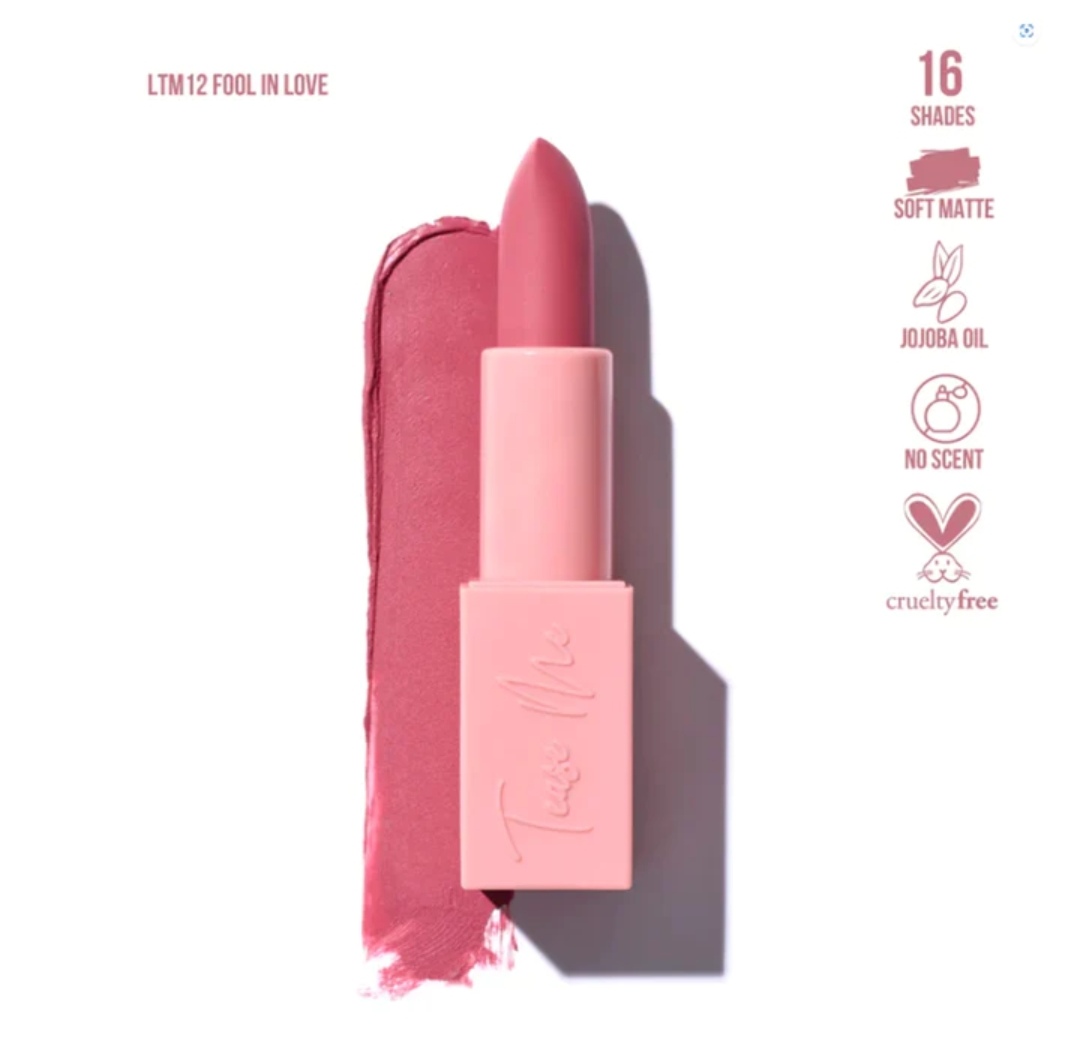 LTM12 FOOL IN LOVE
16
SHADES
SOFT MATTE
JOJOBA OIL
NO SCENT
crueltyfree
Tease Me